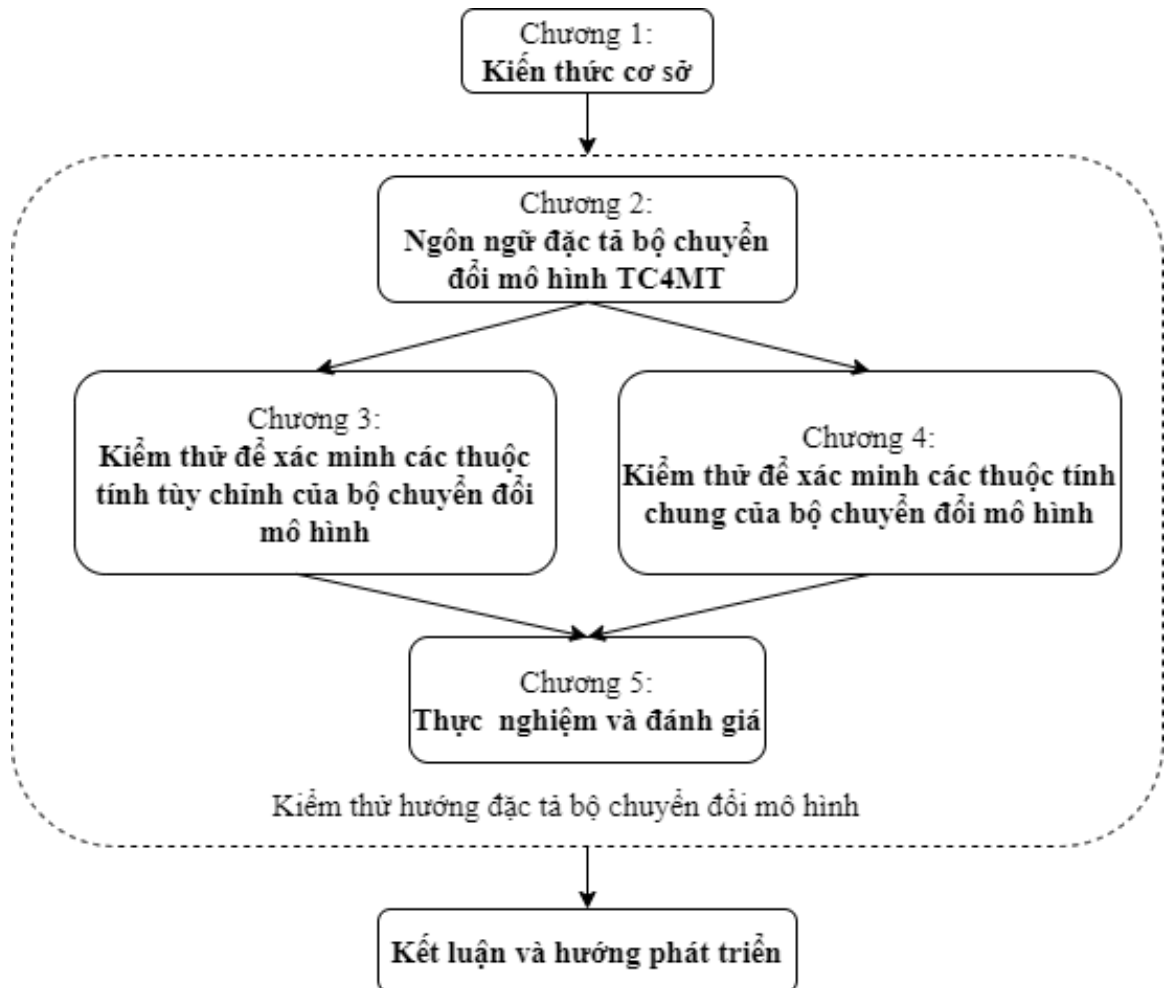 Chương 1:
Kiến thức cơ sở
Chương 2:
Ngôn ngữ đặc tả bộ chuyển
đổi mô hình TC4MT
Chương 3:
Kiểm thử để xác minh các thuộc
tính tùy chỉnh của bộ chuyển đổi
mô hình
Chương 4:
Kiểm thử để xác minh các thuộc tính
chung của bộ chuyển đổi mô hình
Chương 5:
Thực nghiệm và đánh giá
Kiểm thử hướng đặc tả bộ chuyển đổi mô hình
Kết luận và hướng phát triển